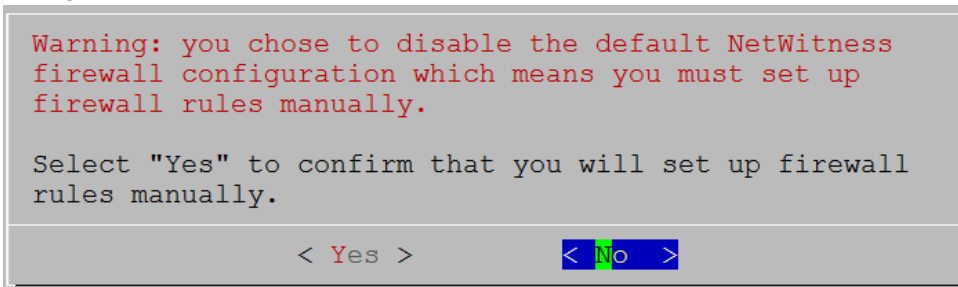 Warning: you chose to disable the default NetWitness
firewall configuration which means you must set up
firewall rules manually.
Select "Yes" to confirm that you will set up firewall
rules manually.
< Yes > < No >